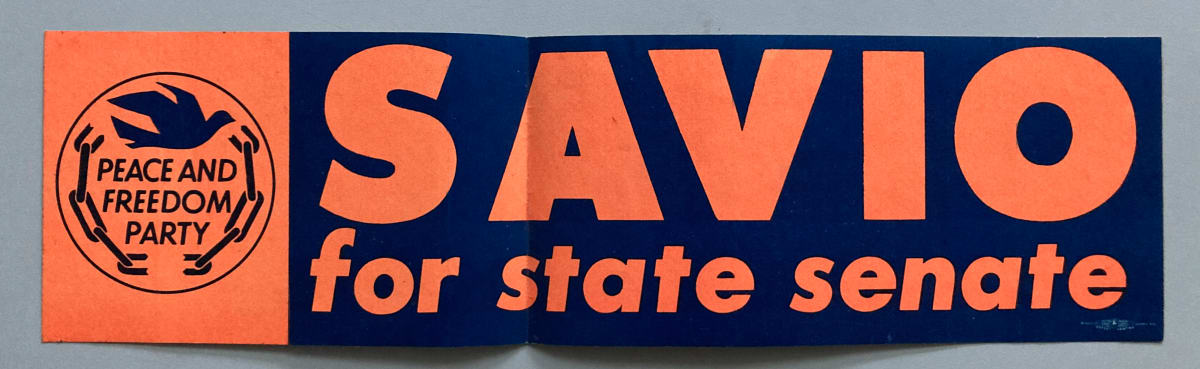 PEACE AND
FREEDOM
PARTY
SAVIO
for state senate